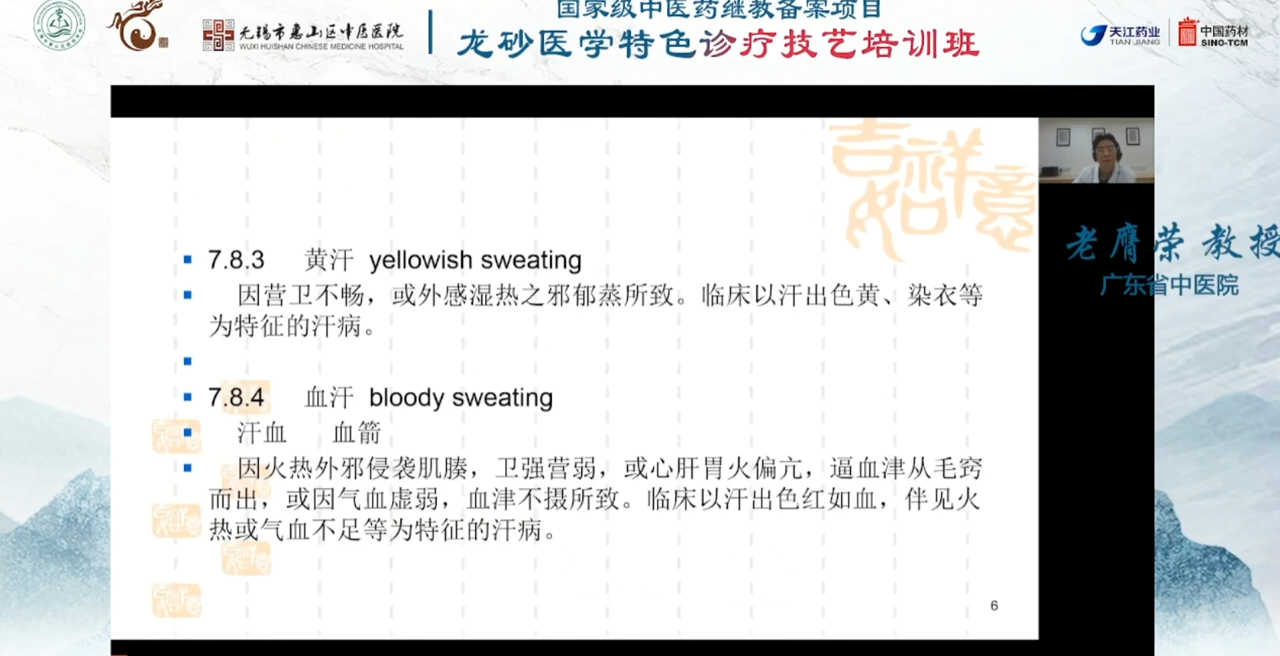 国家级中医药继教备案项目
无锡市惠山区中医医院
WUXI HUISHAN CHINESE MEDICINE HOSPITAL
龙砂医学特色诊疗技艺培训班
天江药业
TIAN JIANG
中国药材
SINO-TCM
吉祥
如意
老膺荣 教授
广东省中医院
7.8.3 黄汗 yellowish sweating
因营卫不畅，或外感湿热之邪郁蒸所致。临床以汗出色黄、染衣等
为特征的汗病。
7.8.4 血汗 bloody sweating
汗血 血箭
因火热外邪侵袭肌腠，卫强营弱，或心肝胃火偏亢，逼血津从毛窍
而出，或因气血虚弱，血津不摄所致。临床以汗出色红如血，伴见火
热或气血不足等为特征的汗病。
6